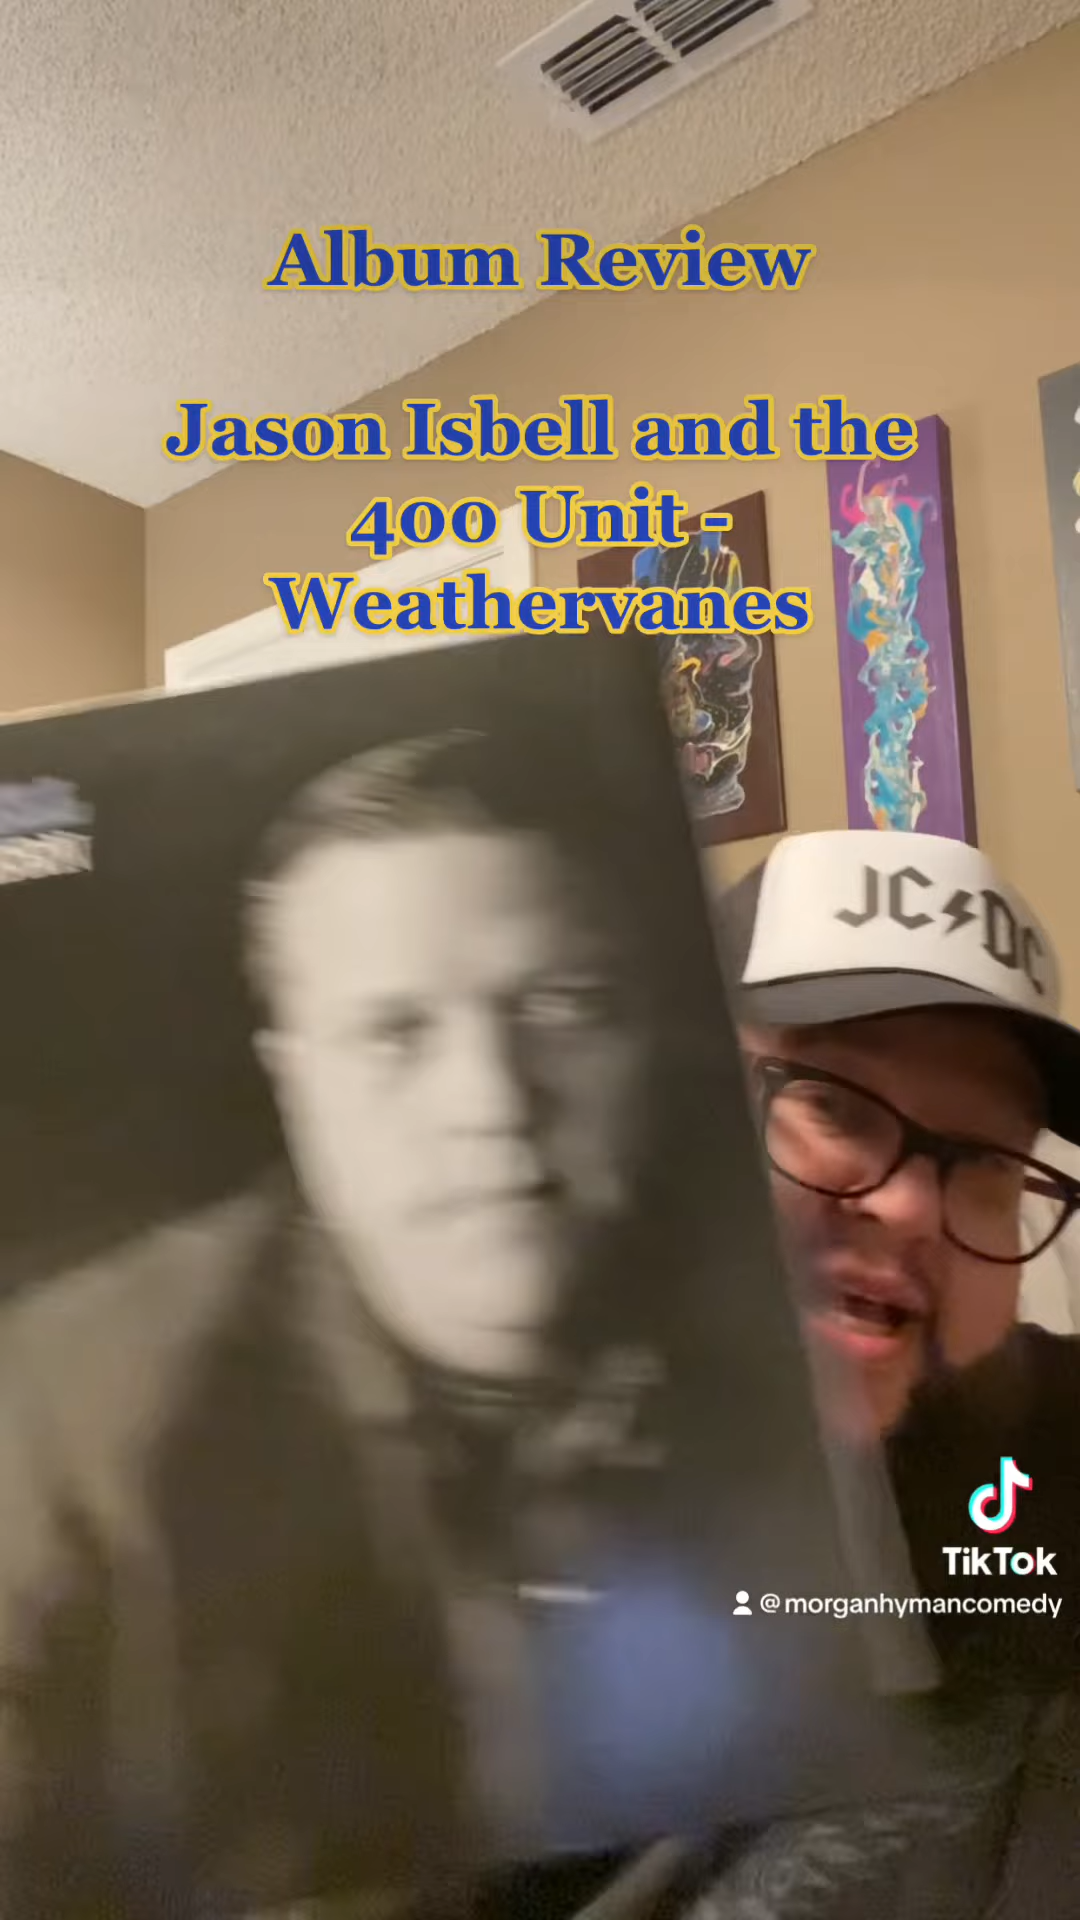 Album Review
Jason Isbell and the
400 Unit -
Weathervanes
JC⚡DC
TikTok
@morganhymancomedy